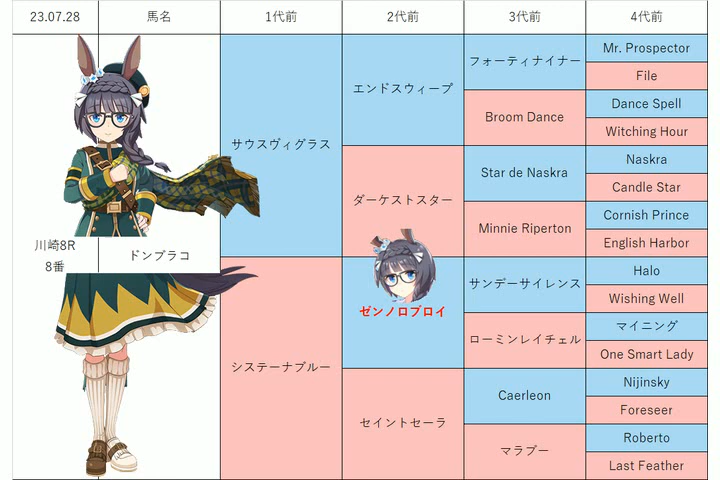 23.07.28
馬名
1代前
2代前
3代前
4代前
川崎8R
8番
ドンブラコ
サウスヴィグラス
システーナブルー
エンドスウィープ
ダーケストスター
ゼンノロブロイ
セイントセーラ
フォーティナイナー
Broom Dance
Star de Naskra
Minnie Riperton
サンデーサイレンス
ローミンレイチェル
Caerleon
マラブー
Mr. Prospector
File
Dance Spell
Witching Hour
Naskra
Candle Star
Cornish Prince
English Harbor
Halo
Wishing Well
マイニング
One Smart Lady
Nijinsky
Foreseer
Roberto
Last Feather